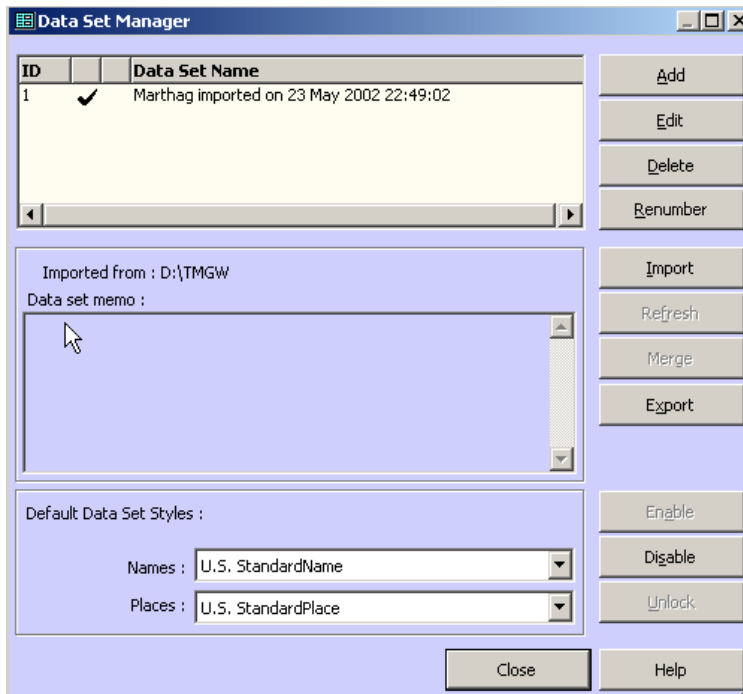 Data Set Manager
ID Data Set Name
1 Marthag imported on 23 May 2002 22:49:02
Add
Edit
Delete
Renumber
Imported from : D:\TMGW
Data set memo :
Import
Refresh
Merge
Export
Default Data Set Styles :
Names : U.S. StandardName
Places : U.S. StandardPlace
Enable
Disable
Unlock
Close
Help